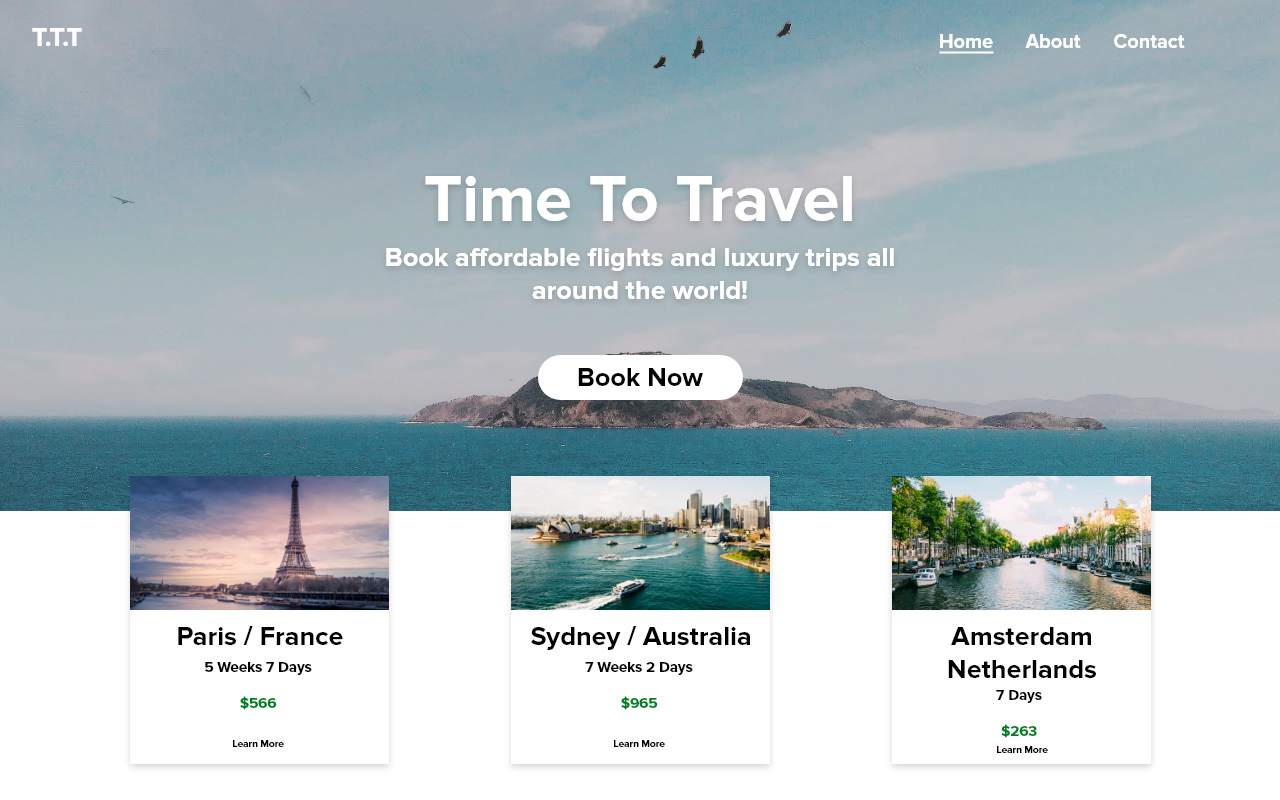 T.T.T
Home About Contact
Time To Travel
Book affordable flights and luxury trips all
around the world!
Book Now
Paris / France
5 Weeks 7 Days
$566
Learn More
Sydney / Australia
7 Weeks 2 Days
$965
Learn More
Amsterdam
Netherlands
7 Days
$263
Learn More